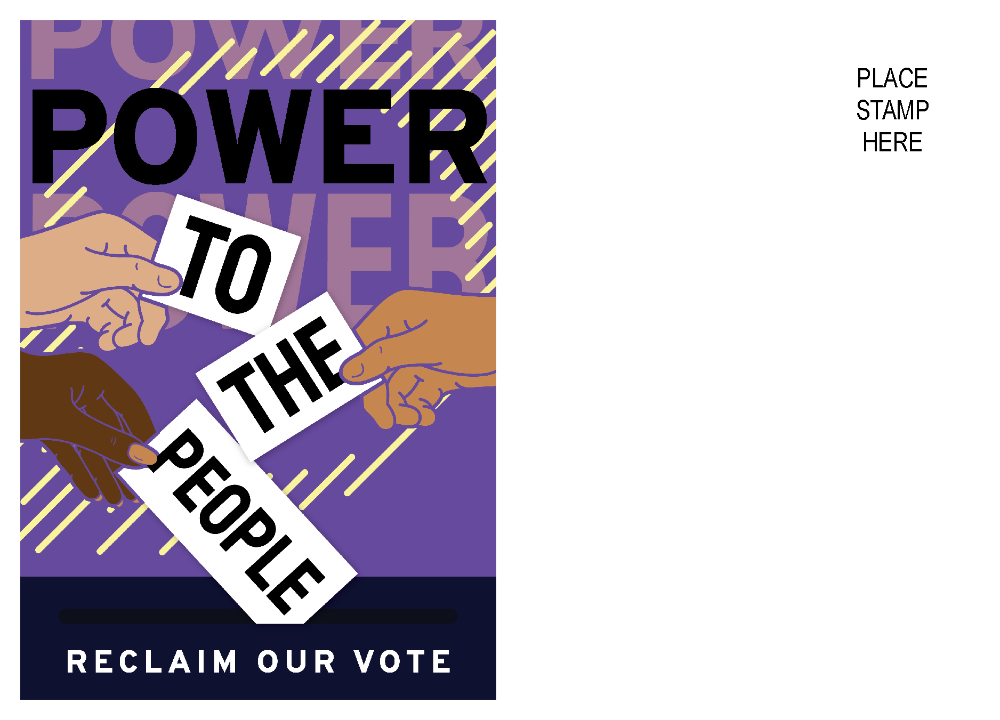 POWER
POWER
POWER
TO
THE
PEOPLE
RECLAIM OUR VOTE
PLACE
STAMP
HERE